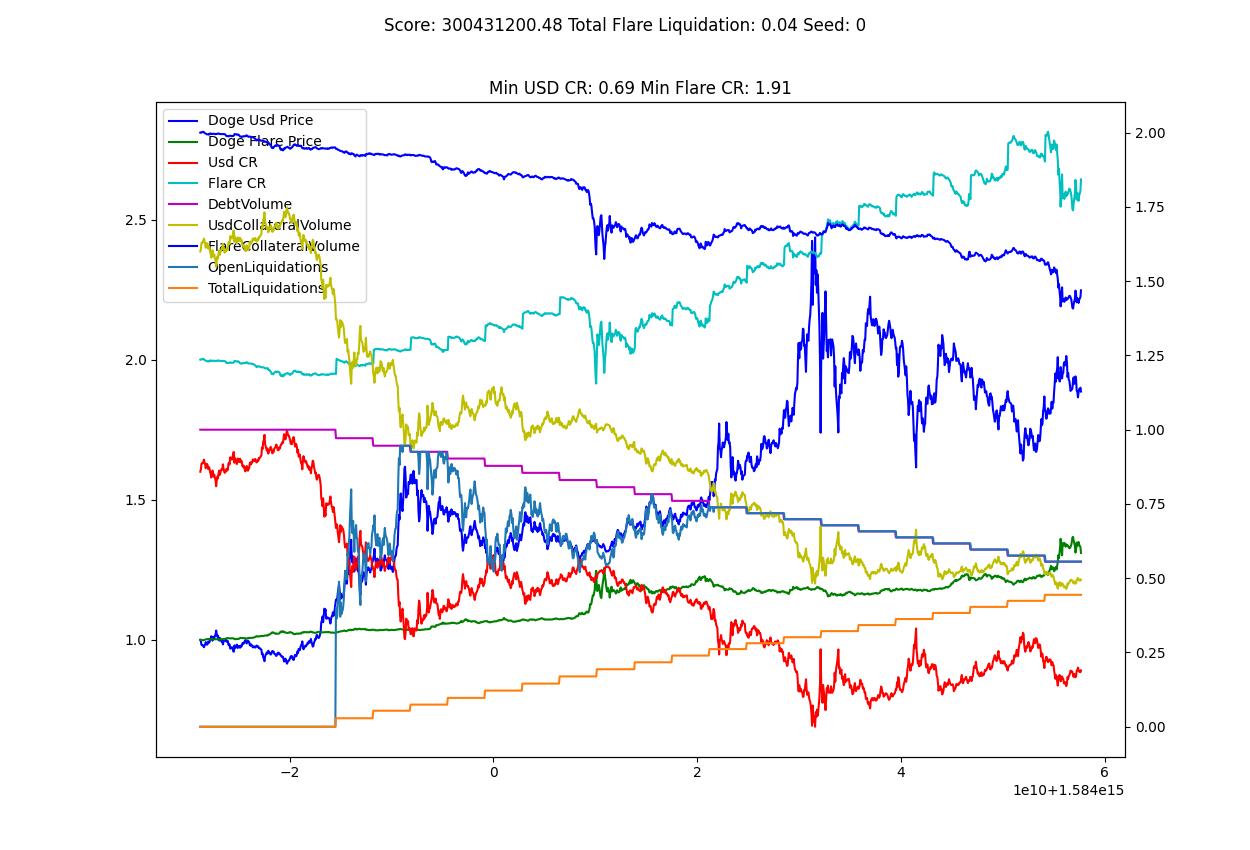 Score: 300431200.48 Total Flare Liquidation: 0.04 Seed: 0
Min USD CR: 0.69 Min Flare CR: 1.91
Doge Usd Price
Doge Flare Price
Usd CR
Flare CR
DebtVolume
UsdCollateralVolume
FlareCollateralVolume
OpenLiquidations
TotalLiquidations
2.5
2.0
1.5
1.0
2.00
1.75
1.50
1.25
1.00
0.75
0.50
0.25
0.00
−2
0
2
4
6
1e10+1.584e15